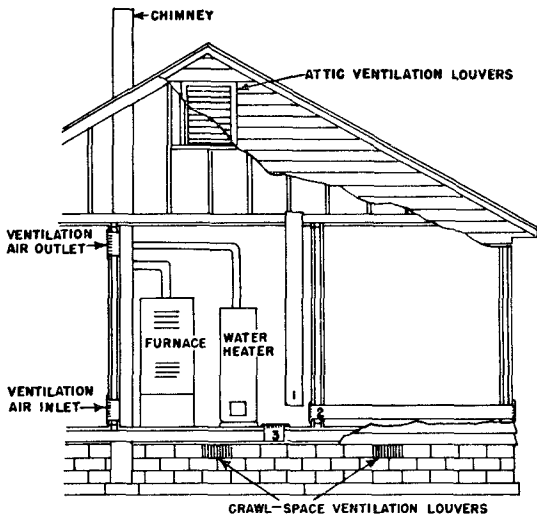 CHIMNEY
ATTIC VENTILATION LOUVERS
VENTILATION
AIR OUTLET
FURNACE
WATER
HEATER
VENTILATION
AIR INLET
1
2
3
CRAWL-SPACE VENTILATION LOUVERS